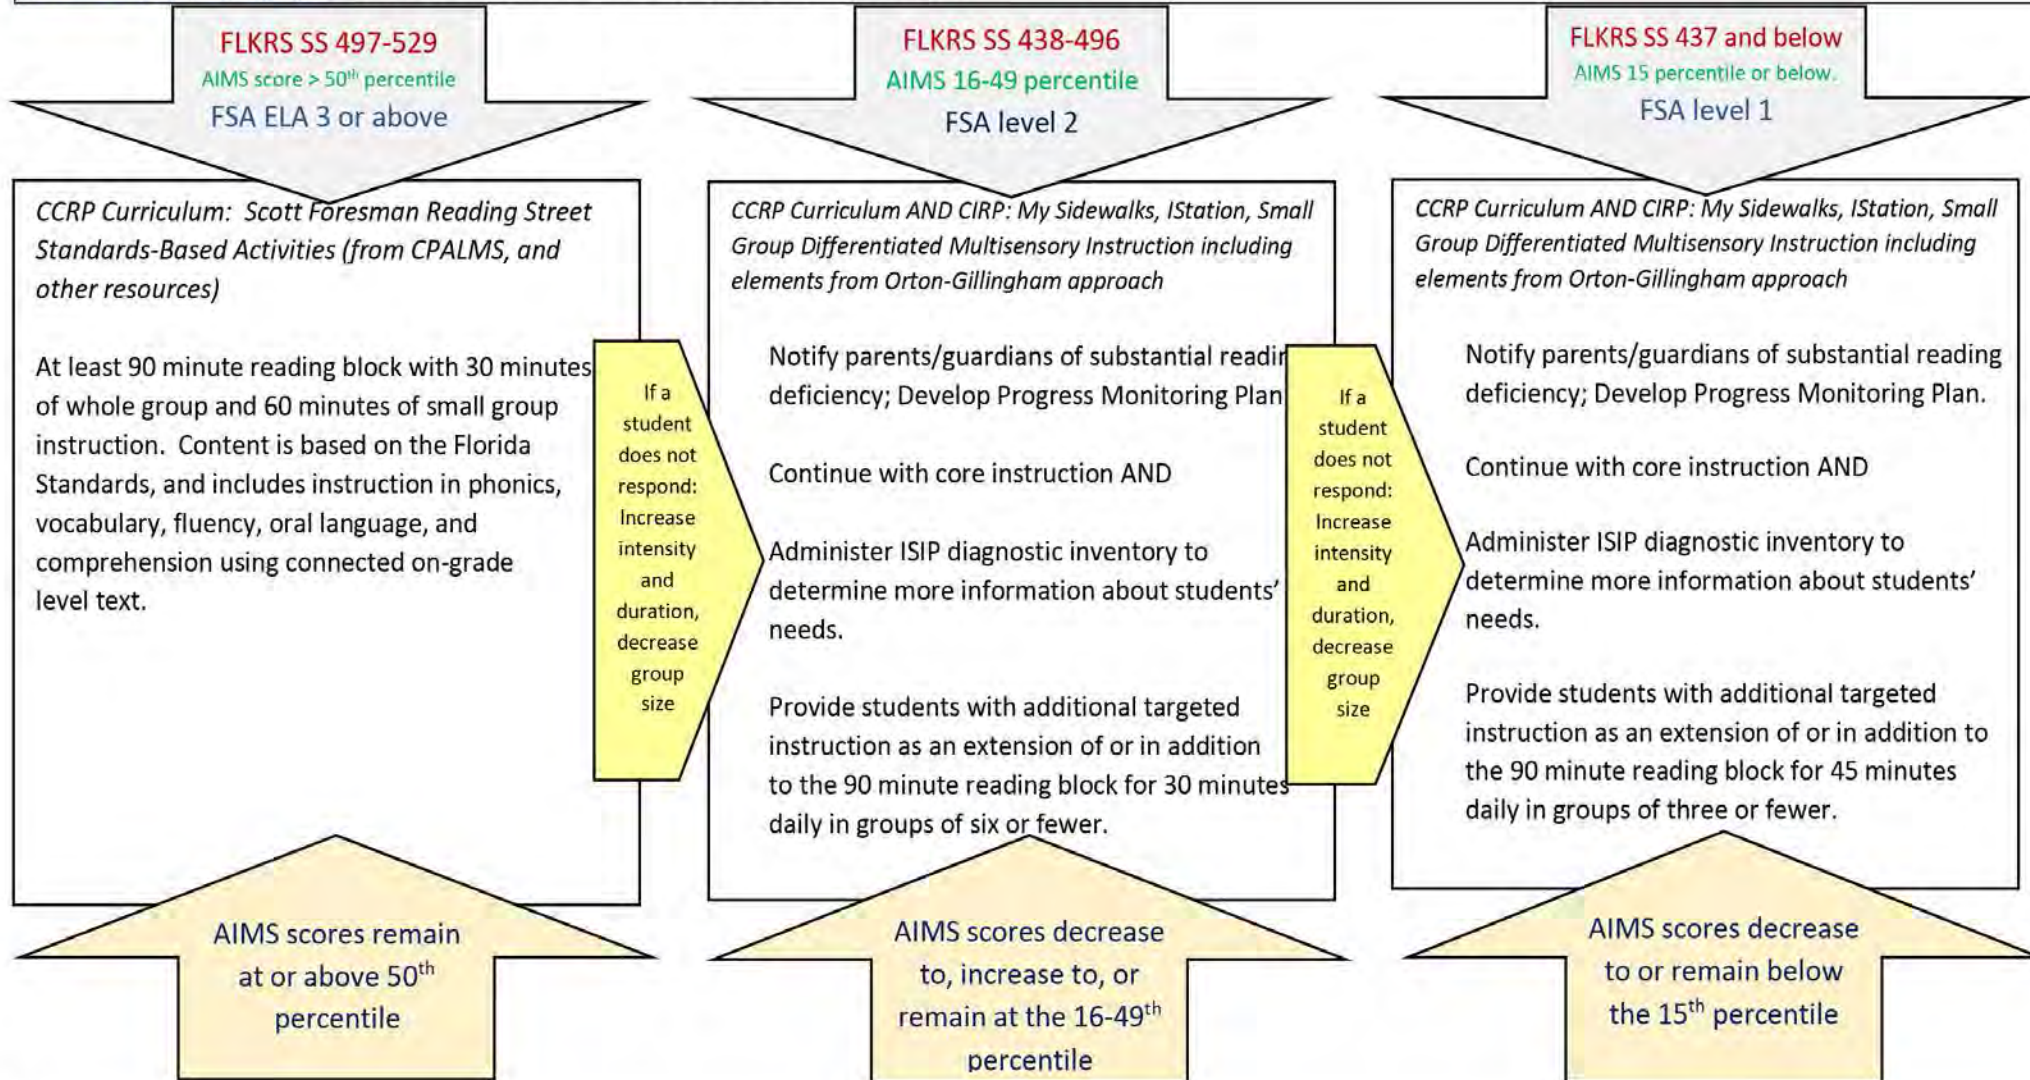 FLKRS SS 497-529
AIMS score > 50th percentile
FSA ELA 3 or above
FLKRS SS 438-496
AIMS 16-49 percentile
FSA level 2
FLKRS SS 437 and below
AIMS 15 percentile or below.
FSA level 1
CCRP Curriculum: Scott Foresman Reading Street
Standards-Based Activities (from CPALMS, and
other resources)
At least 90 minute reading block with 30 minutes
of whole group and 60 minutes of small group
instruction. Content is based on the Florida
Standards, and includes instruction in phonics,
vocabulary, fluency, oral language, and
comprehension using connected on-grade
level text.
If a
student
does not
respond:
Increase
intensity
and
duration,
decrease
group
size
CCRP Curriculum AND CIRP: My Sidewalks, IStation, Small
Group Differentiated Multisensory Instruction including
elements from Orton-Gillingham approach
Notify parents/guardians of substantial readin
deficiency; Develop Progress Monitoring Plan
Continue with core instruction AND
Administer ISIP diagnostic inventory to
determine more information about students’
needs.
Provide students with additional targeted
instruction as an extension of or in addition
to the 90 minute reading block for 30 minutes
daily in groups of six or fewer.
If a
student
does not
respond:
Increase
intensity
and
duration,
decrease
group
size
CCRP Curriculum AND CIRP: My Sidewalks, IStation, Small
Group Differentiated Multisensory Instruction including
elements from Orton-Gillingham approach
Notify parents/guardians of substantial reading
deficiency; Develop Progress Monitoring Plan.
Continue with core instruction AND
Administer ISIP diagnostic inventory to
determine more information about students’
needs.
Provide students with additional targeted
instruction as an extension of or in addition to
the 90 minute reading block for 45 minutes
daily in groups of three or fewer.
AIMS scores remain
at or above 50th
percentile
AIMS scores decrease
to, increase to, or
remain at the 16-49th
percentile
AIMS scores decrease
to or remain below
the 15th percentile